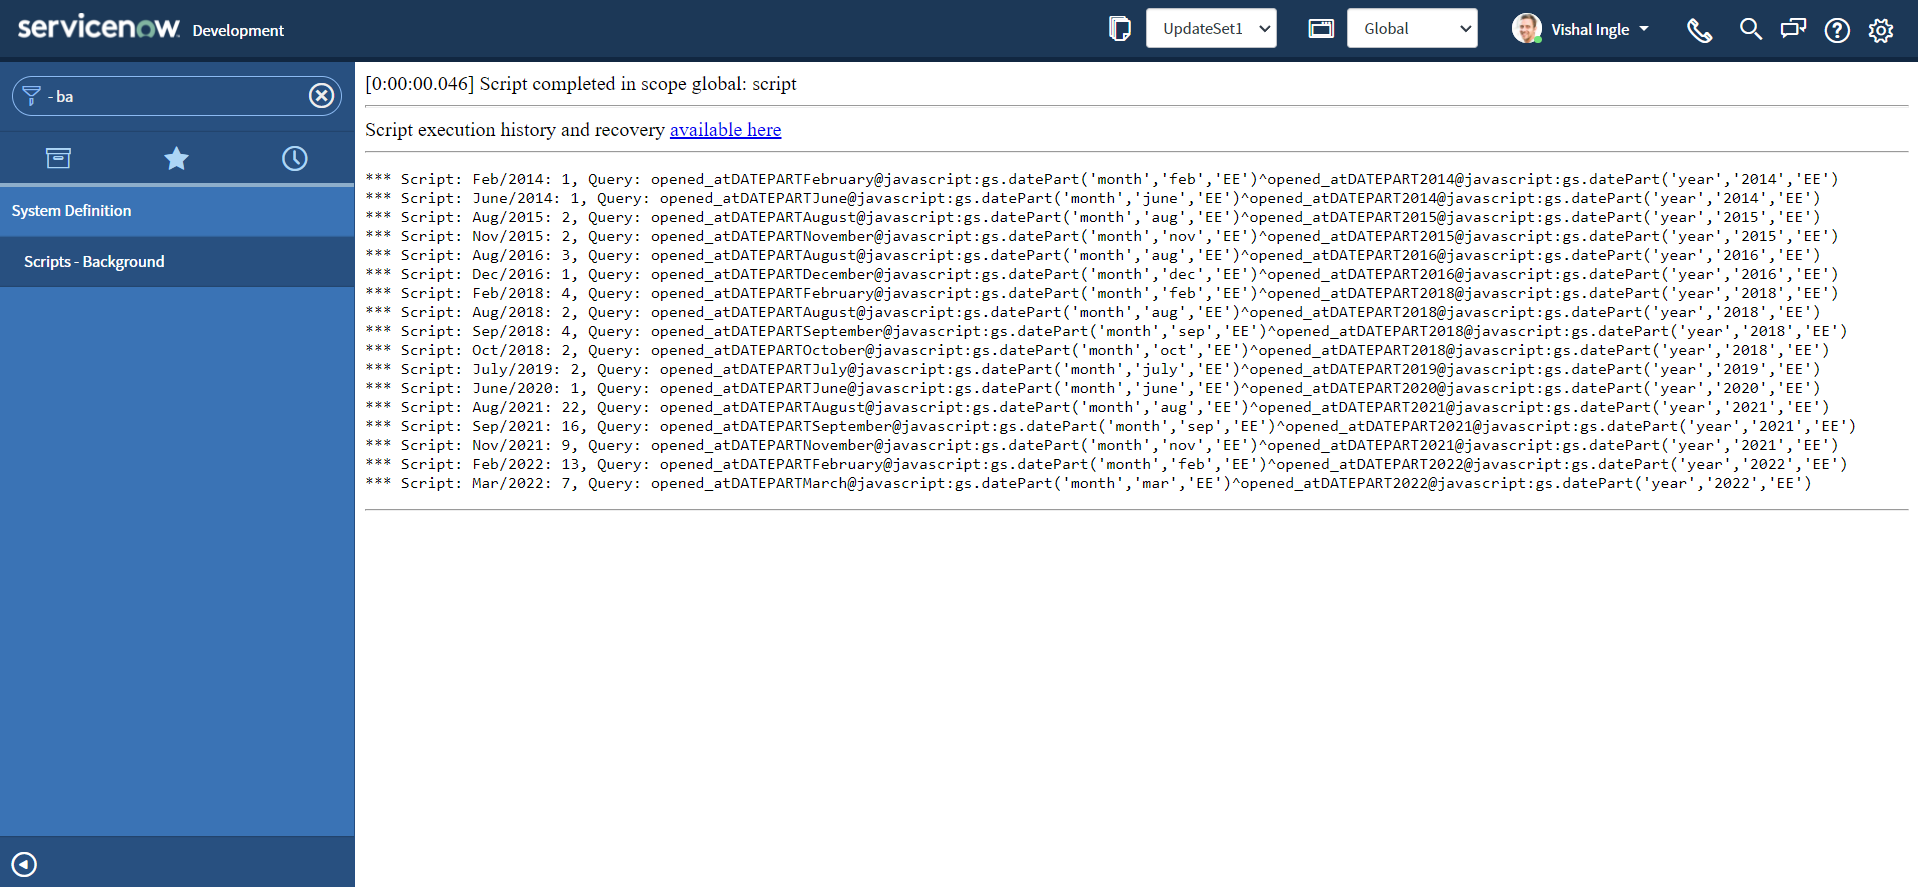 servicenow. Development
UpdateSet1
Global
Vishal Ingle
- ba
System Definition
Scripts - Background
[0:00:00.046] Script completed in scope global: script
Script execution history and recovery available here
*** Script: Feb/2014: 1, Query: opened_atDATEPARTFebruary@javascript:gs.datePart('month','feb','EE')^opened_atDATEPART2014@javascript:gs.datePart('year','2014','EE')
*** Script: June/2014: 1, Query: opened_atDATEPARTJune@javascript:gs.datePart('month','june','EE')^opened_atDATEPART2014@javascript:gs.datePart('year','2014','EE')
*** Script: Aug/2015: 2, Query: opened_atDATEPARTAugust@javascript:gs.datePart('month','aug','EE')^opened_atDATEPART2015@javascript:gs.datePart('year','2015','EE')
*** Script: Nov/2015: 2, Query: opened_atDATEPARTNovember@javascript:gs.datePart('month','nov','EE')^opened_atDATEPART2015@javascript:gs.datePart('year','2015','EE')
*** Script: Aug/2016: 3, Query: opened_atDATEPARTAugust@javascript:gs.datePart('month','aug','EE')^opened_atDATEPART2016@javascript:gs.datePart('year','2016','EE')
*** Script: Dec/2016: 1, Query: opened_atDATEPARTDecember@javascript:gs.datePart('month','dec','EE')^opened_atDATEPART2016@javascript:gs.datePart('year','2016','EE')
*** Script: Feb/2018: 4, Query: opened_atDATEPARTFebruary@javascript:gs.datePart('month','feb','EE')^opened_atDATEPART2018@javascript:gs.datePart('year','2018','EE')
*** Script: Aug/2018: 2, Query: opened_atDATEPARTAugust@javascript:gs.datePart('month','aug','EE')^opened_atDATEPART2018@javascript:gs.datePart('year','2018','EE')
*** Script: Sep/2018: 4, Query: opened_atDATEPARTSeptember@javascript:gs.datePart('month','sep','EE')^opened_atDATEPART2018@javascript:gs.datePart('year','2018','EE')
*** Script: Oct/2018: 2, Query: opened_atDATEPARTOctober@javascript:gs.datePart('month','oct','EE')^opened_atDATEPART2018@javascript:gs.datePart('year','2018','EE')
*** Script: July/2019: 2, Query: opened_atDATEPARTJuly@javascript:gs.datePart('month','july','EE')^opened_atDATEPART2019@javascript:gs.datePart('year','2019','EE')
*** Script: June/2020: 1, Query: opened_atDATEPARTJune@javascript:gs.datePart('month','june','EE')^opened_atDATEPART2020@javascript:gs.datePart('year','2020','EE')
*** Script: Aug/2021: 22, Query: opened_atDATEPARTAugust@javascript:gs.datePart('month','aug','EE')^opened_atDATEPART2021@javascript:gs.datePart('year','2021','EE')
*** Script: Sep/2021: 16, Query: opened_atDATEPARTSeptember@javascript:gs.datePart('month','sep','EE')^opened_atDATEPART2021@javascript:gs.datePart('year','2021','EE')
*** Script: Nov/2021: 9, Query: opened_atDATEPARTNovember@javascript:gs.datePart('month','nov','EE')^opened_atDATEPART2021@javascript:gs.datePart('year','2021','EE')
*** Script: Feb/2022: 13, Query: opened_atDATEPARTFebruary@javascript:gs.datePart('month','feb','EE')^opened_atDATEPART2022@javascript:gs.datePart('year','2022','EE')
*** Script: Mar/2022: 7, Query: opened_atDATEPARTMarch@javascript:gs.datePart('month','mar','EE')^opened_atDATEPART2022@javascript:gs.datePart('year','2022','EE')